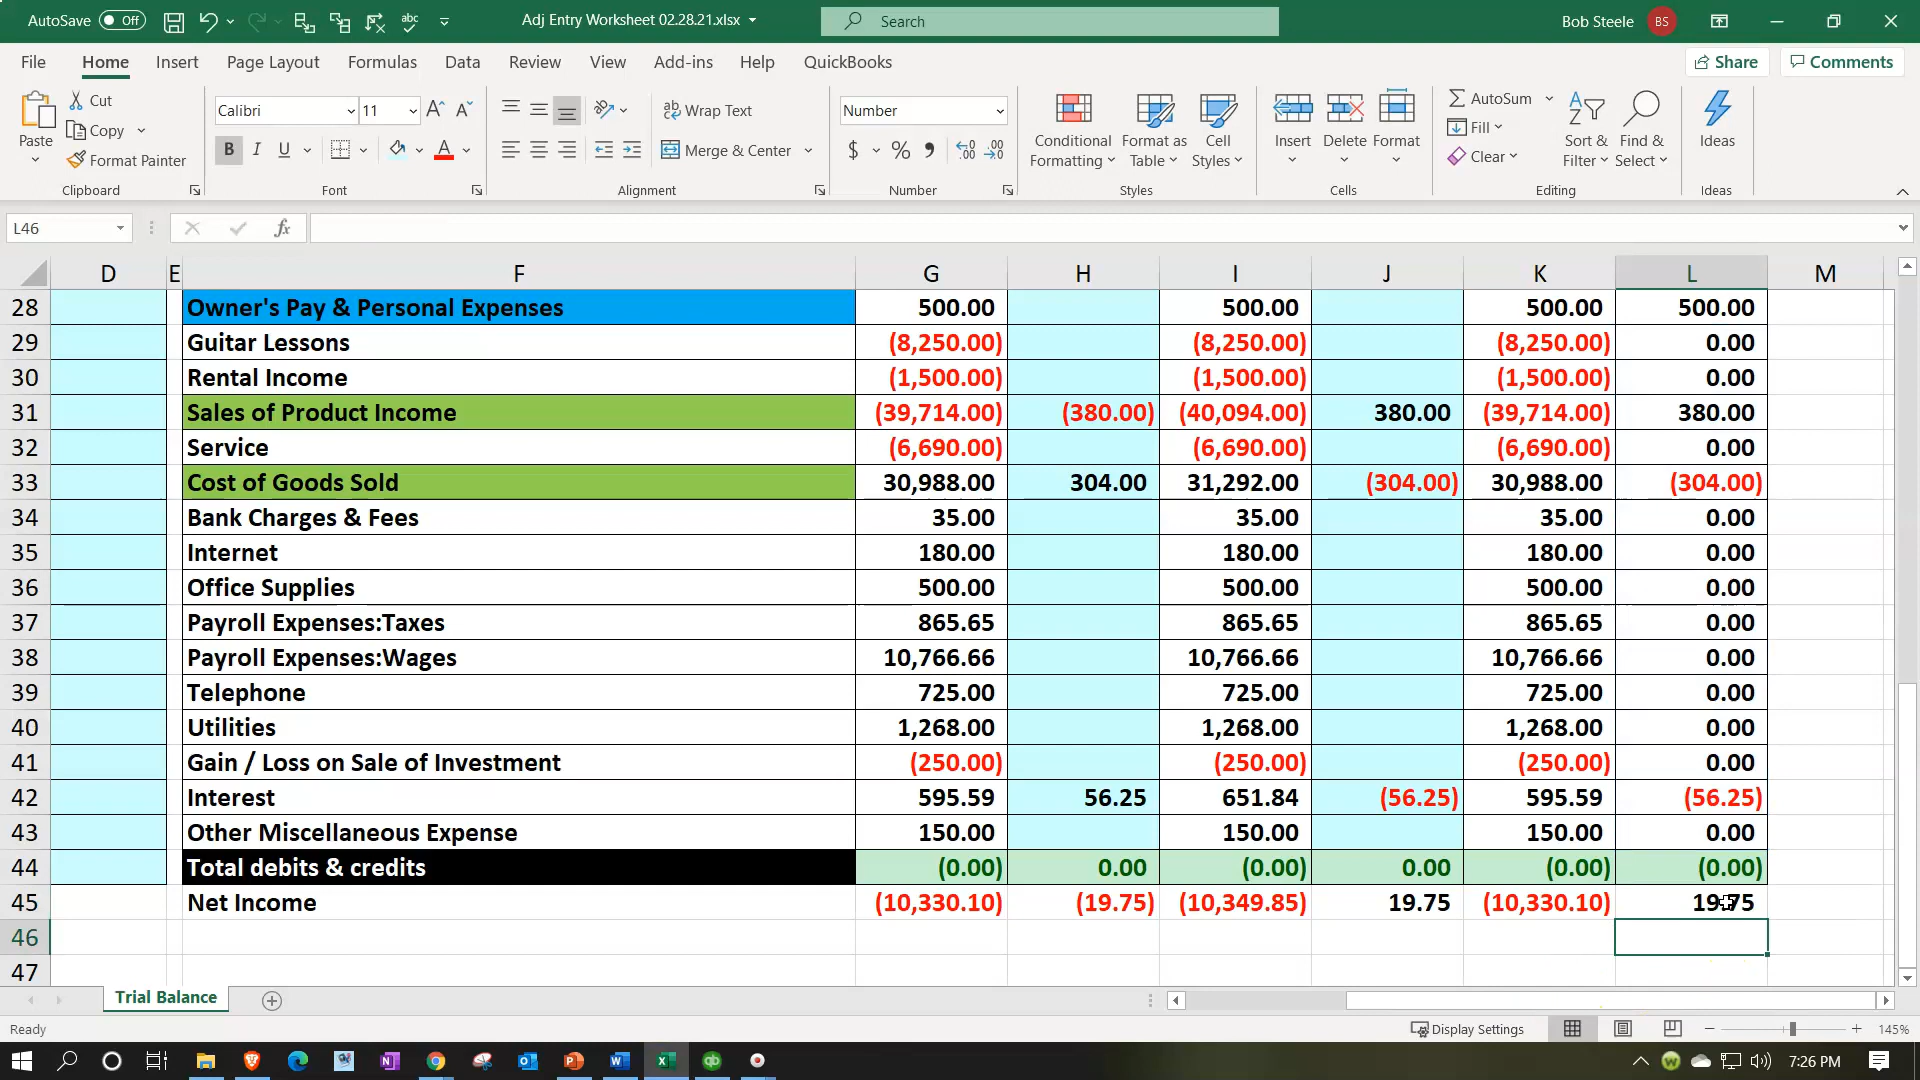 AutoSave Off Adj Entry Worksheet 02.28.21.xlsx Search Bob Steele BS
File Home Insert Page Layout Formulas Data Review View Add-ins Help QuickBooks Share Comments
Cut Calibri 11 Wrap Text Number AutoSum
Paste Copy Format Painter B I U Merge & Center $ % Conditional Formatting Format as Table Cell Styles Insert Delete Format Fill Clear Sort & Filter Find & Select Ideas
Clipboard Font Alignment Number Styles Cells Editing Ideas
L46 fx
D E F G H I J K L M
28 Owner's Pay & Personal Expenses 500.00 500.00 500.00 500.00
29 Guitar Lessons (8,250.00) (8,250.00) (8,250.00) 0.00
30 Rental Income (1,500.00) (1,500.00) (1,500.00) 0.00
31 Sales of Product Income (39,714.00) (380.00) (40,094.00) 380.00 (39,714.00) 380.00
32 Service (6,690.00) (6,690.00) (6,690.00) 0.00
33 Cost of Goods Sold 30,988.00 304.00 31,292.00 (304.00) 30,988.00 (304.00)
34 Bank Charges & Fees 35.00 35.00 35.00 0.00
35 Internet 180.00 180.00 180.00 0.00
36 Office Supplies 500.00 500.00 500.00 0.00
37 Payroll Expenses:Taxes 865.65 865.65 865.65 0.00
38 Payroll Expenses:Wages 10,766.66 10,766.66 10,766.66 0.00
39 Telephone 725.00 725.00 725.00 0.00
40 Utilities 1,268.00 1,268.00 1,268.00 0.00
41 Gain / Loss on Sale of Investment (250.00) (250.00) (250.00) 0.00
42 Interest 595.59 56.25 651.84 (56.25) 595.59 (56.25)
43 Other Miscellaneous Expense 150.00 150.00 150.00 0.00
44 Total debits & credits (0.00) 0.00 (0.00) 0.00 (0.00) (0.00)
45 Net Income (10,330.10) (19.75) (10,349.85) 19.75 (10,330.10) 19.75
46
47
Trial Balance
Ready Display Settings 145%
7:26 PM